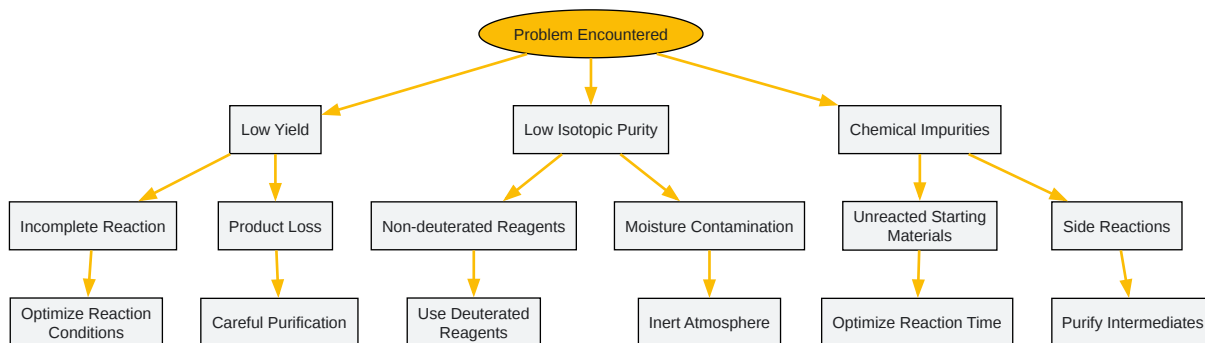 Problem Encountered
Low Yield
Low Isotopic Purity
Chemical Impurities
Incomplete Reaction
Product Loss
Non-deuterated Reagents
Moisture Contamination
Unreacted Starting
Materials
Side Reactions
Optimize Reaction
Conditions
Careful Purification
Use Deuterated
Reagents
Inert Atmosphere
Optimize Reaction Time
Purify Intermediates